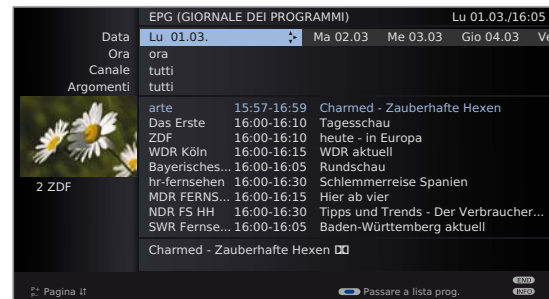 EPG (GIORNALE DEI PROGRAMMI) Lu 01.03./16:05
Data Lu 01.03. Ma 02.03 Me 03.03 Gio 04.03 Ve
Ora ora
Canale tutti
Argomenti tutti
arte 15:57-16:59 Charmed - Zauberhafte Hexen
Das Erste 16:00-16:10 Tagesschau
ZDF 16:00-16:10 heute - in Europa
WDR Köln 16:00-16:15 WDR aktuell
Bayerisches... 16:00-16:05 Rundschau
hr-fernsehen 16:00-16:30 Schlemmerreise Spanien
MDR FERNS... 16:00-16:15 Hier ab vier
NDR FS HH 16:00-16:30 Tipps und Trends - Der Verbraucher...
SWR Fernse... 16:00-16:05 Baden-Württemberg aktuell
2 ZDF
Charmed - Zauberhafte Hexen
P+ P– Pagina
Passare a lista prog.
END
INFO